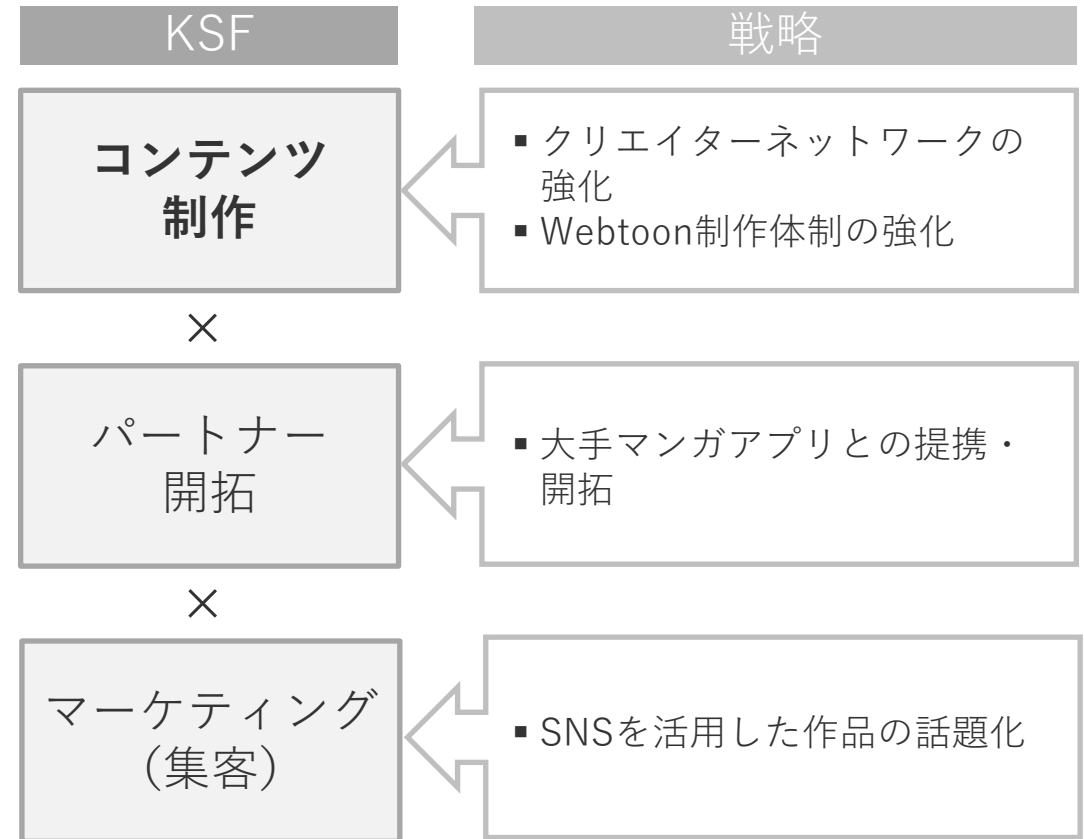 KSF
戦略
コンテンツ
制作
▪ クリエイターネットワークの
強化
▪ Webtoon制作体制の強化
×
パートナー
開拓
▪ 大手マンガアプリとの提携・
開拓
×
マーケティング
(集客)
▪ SNSを活用した作品の話題化